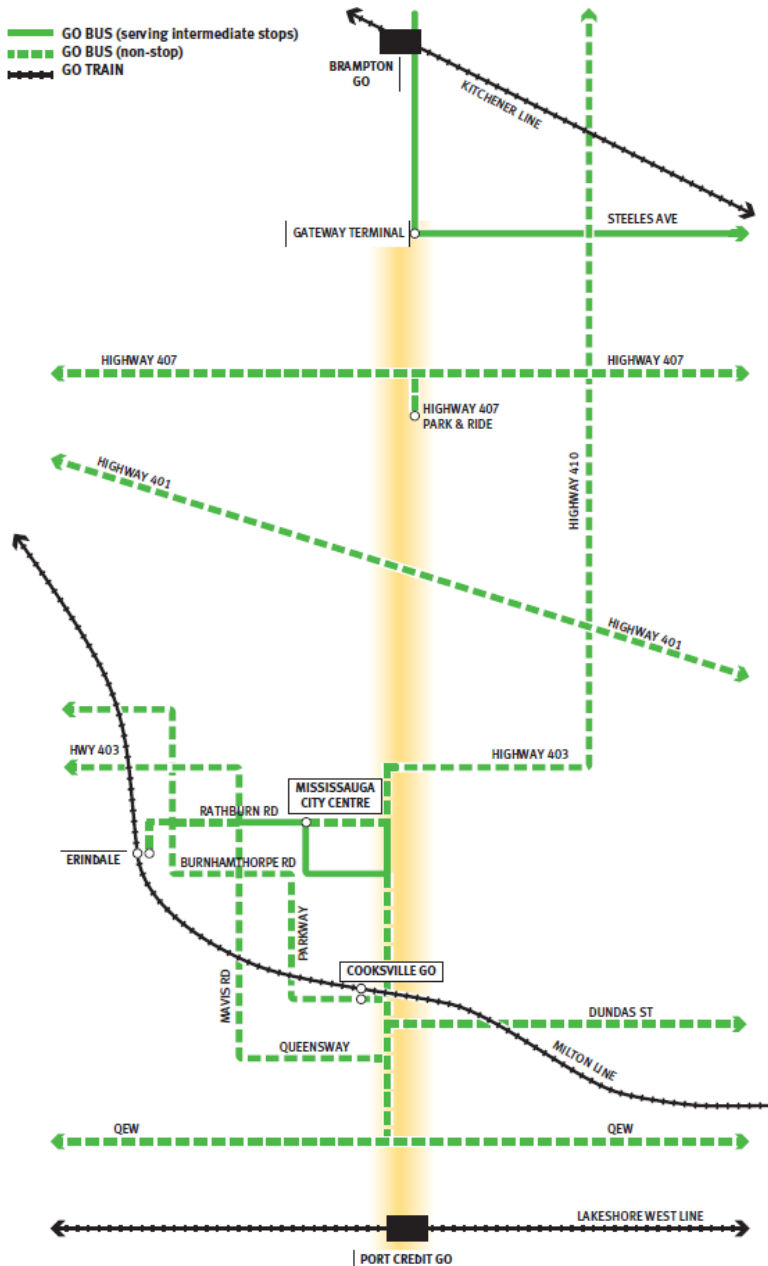 GO BUS (serving intermediate stops)
GO BUS (non-stop)
GO TRAIN
BRAMPTON
GO
KITCHENER LINE
STEELES AVE
GATEWAY TERMINAL
HIGHWAY 407
HIGHWAY 407
HIGHWAY 407
PARK & RIDE
HIGHWAY 401
HIGHWAY 410
HIGHWAY 401
HWY 403
HIGHWAY 403
MISSISSAUGA
CITY CENTRE
RATHBURN RD
ERINDALE
BURNHAMTHORPE RD
PARKWAY
COOKSVILLE GO
MAVIS RD
DUNDAS ST
QUEENSWAY
MILTON LINE
QEW
QEW
LAKESHORE WEST LINE
PORT CREDIT GO